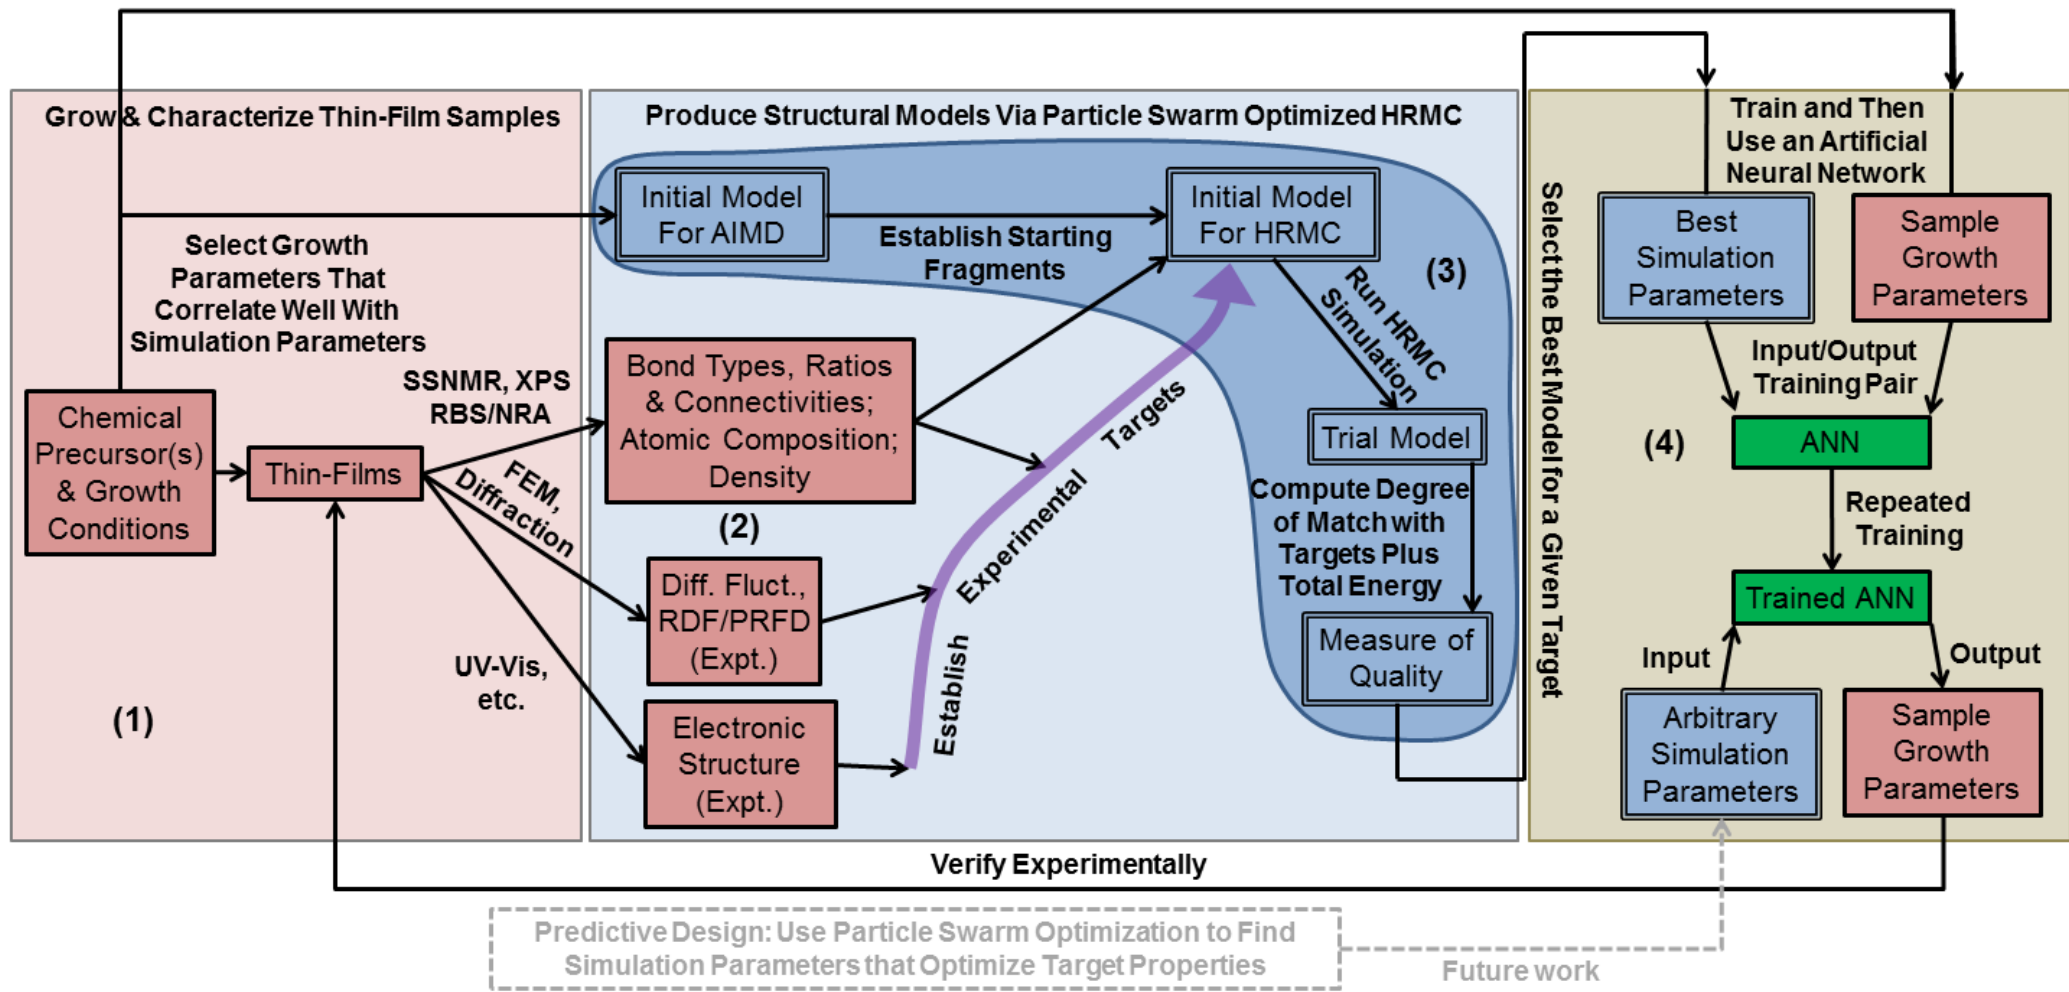 Grow & Characterize Thin-Film Samples
Select Growth
Parameters That
Correlate Well With
Simulation Parameters
Chemical
Precursor(s)
& Growth
Conditions
Thin-Films
SSNMR, XPS
RBS/NRA
FEM,
Diffraction
UV-Vis,
etc.
(1)
Produce Structural Models Via Particle Swarm Optimized HRMC
Initial Model
For AIMD
Establish Starting
Fragments
Initial Model
For HRMC
(3)
Run HRMC
Simulation
Bond Types, Ratios
& Connectivities;
Atomic Composition;
Density
(2)
Diff. Fluct.,
RDF/PRFD
(Expt.)
Electronic
Structure
(Expt.)
Establish
Experimental
Targets
Trial Model
Compute Degree
of Match with
Targets Plus
Total Energy
Measure of
Quality
Select the Best Model for a Given Target
Train and Then
Use an Artificial
Neural Network
Best
Simulation
Parameters
Sample
Growth
Parameters
Input/Output
Training Pair
(4)
ANN
Repeated
Training
Trained ANN
Input
Output
Arbitrary
Simulation
Parameters
Sample
Growth
Parameters
Verify Experimentally
Predictive Design: Use Particle Swarm Optimization to Find
Simulation Parameters that Optimize Target Properties
Future work